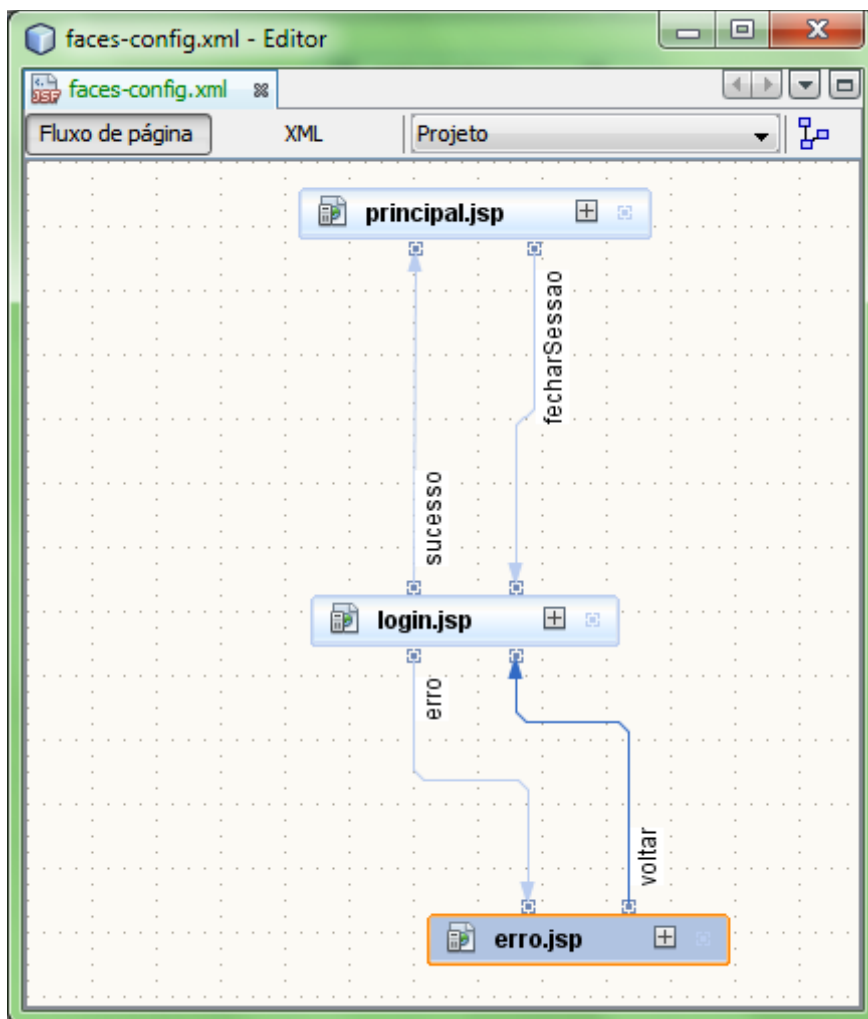 faces-config.xml - Editor
faces-config.xml
Fluxo de página XML Projeto
principal.jsp
fecharSessao
sucesso
login.jsp
erro
voltar
erro.jsp